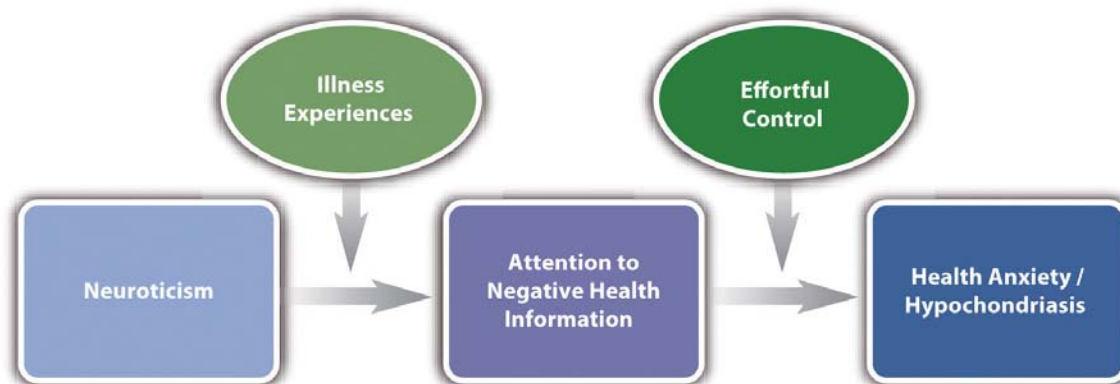 Illness
Experiences
Effortful
Control
Neuroticism
Attention to
Negative Health
Information
Health Anxiety /
Hypochondriasis